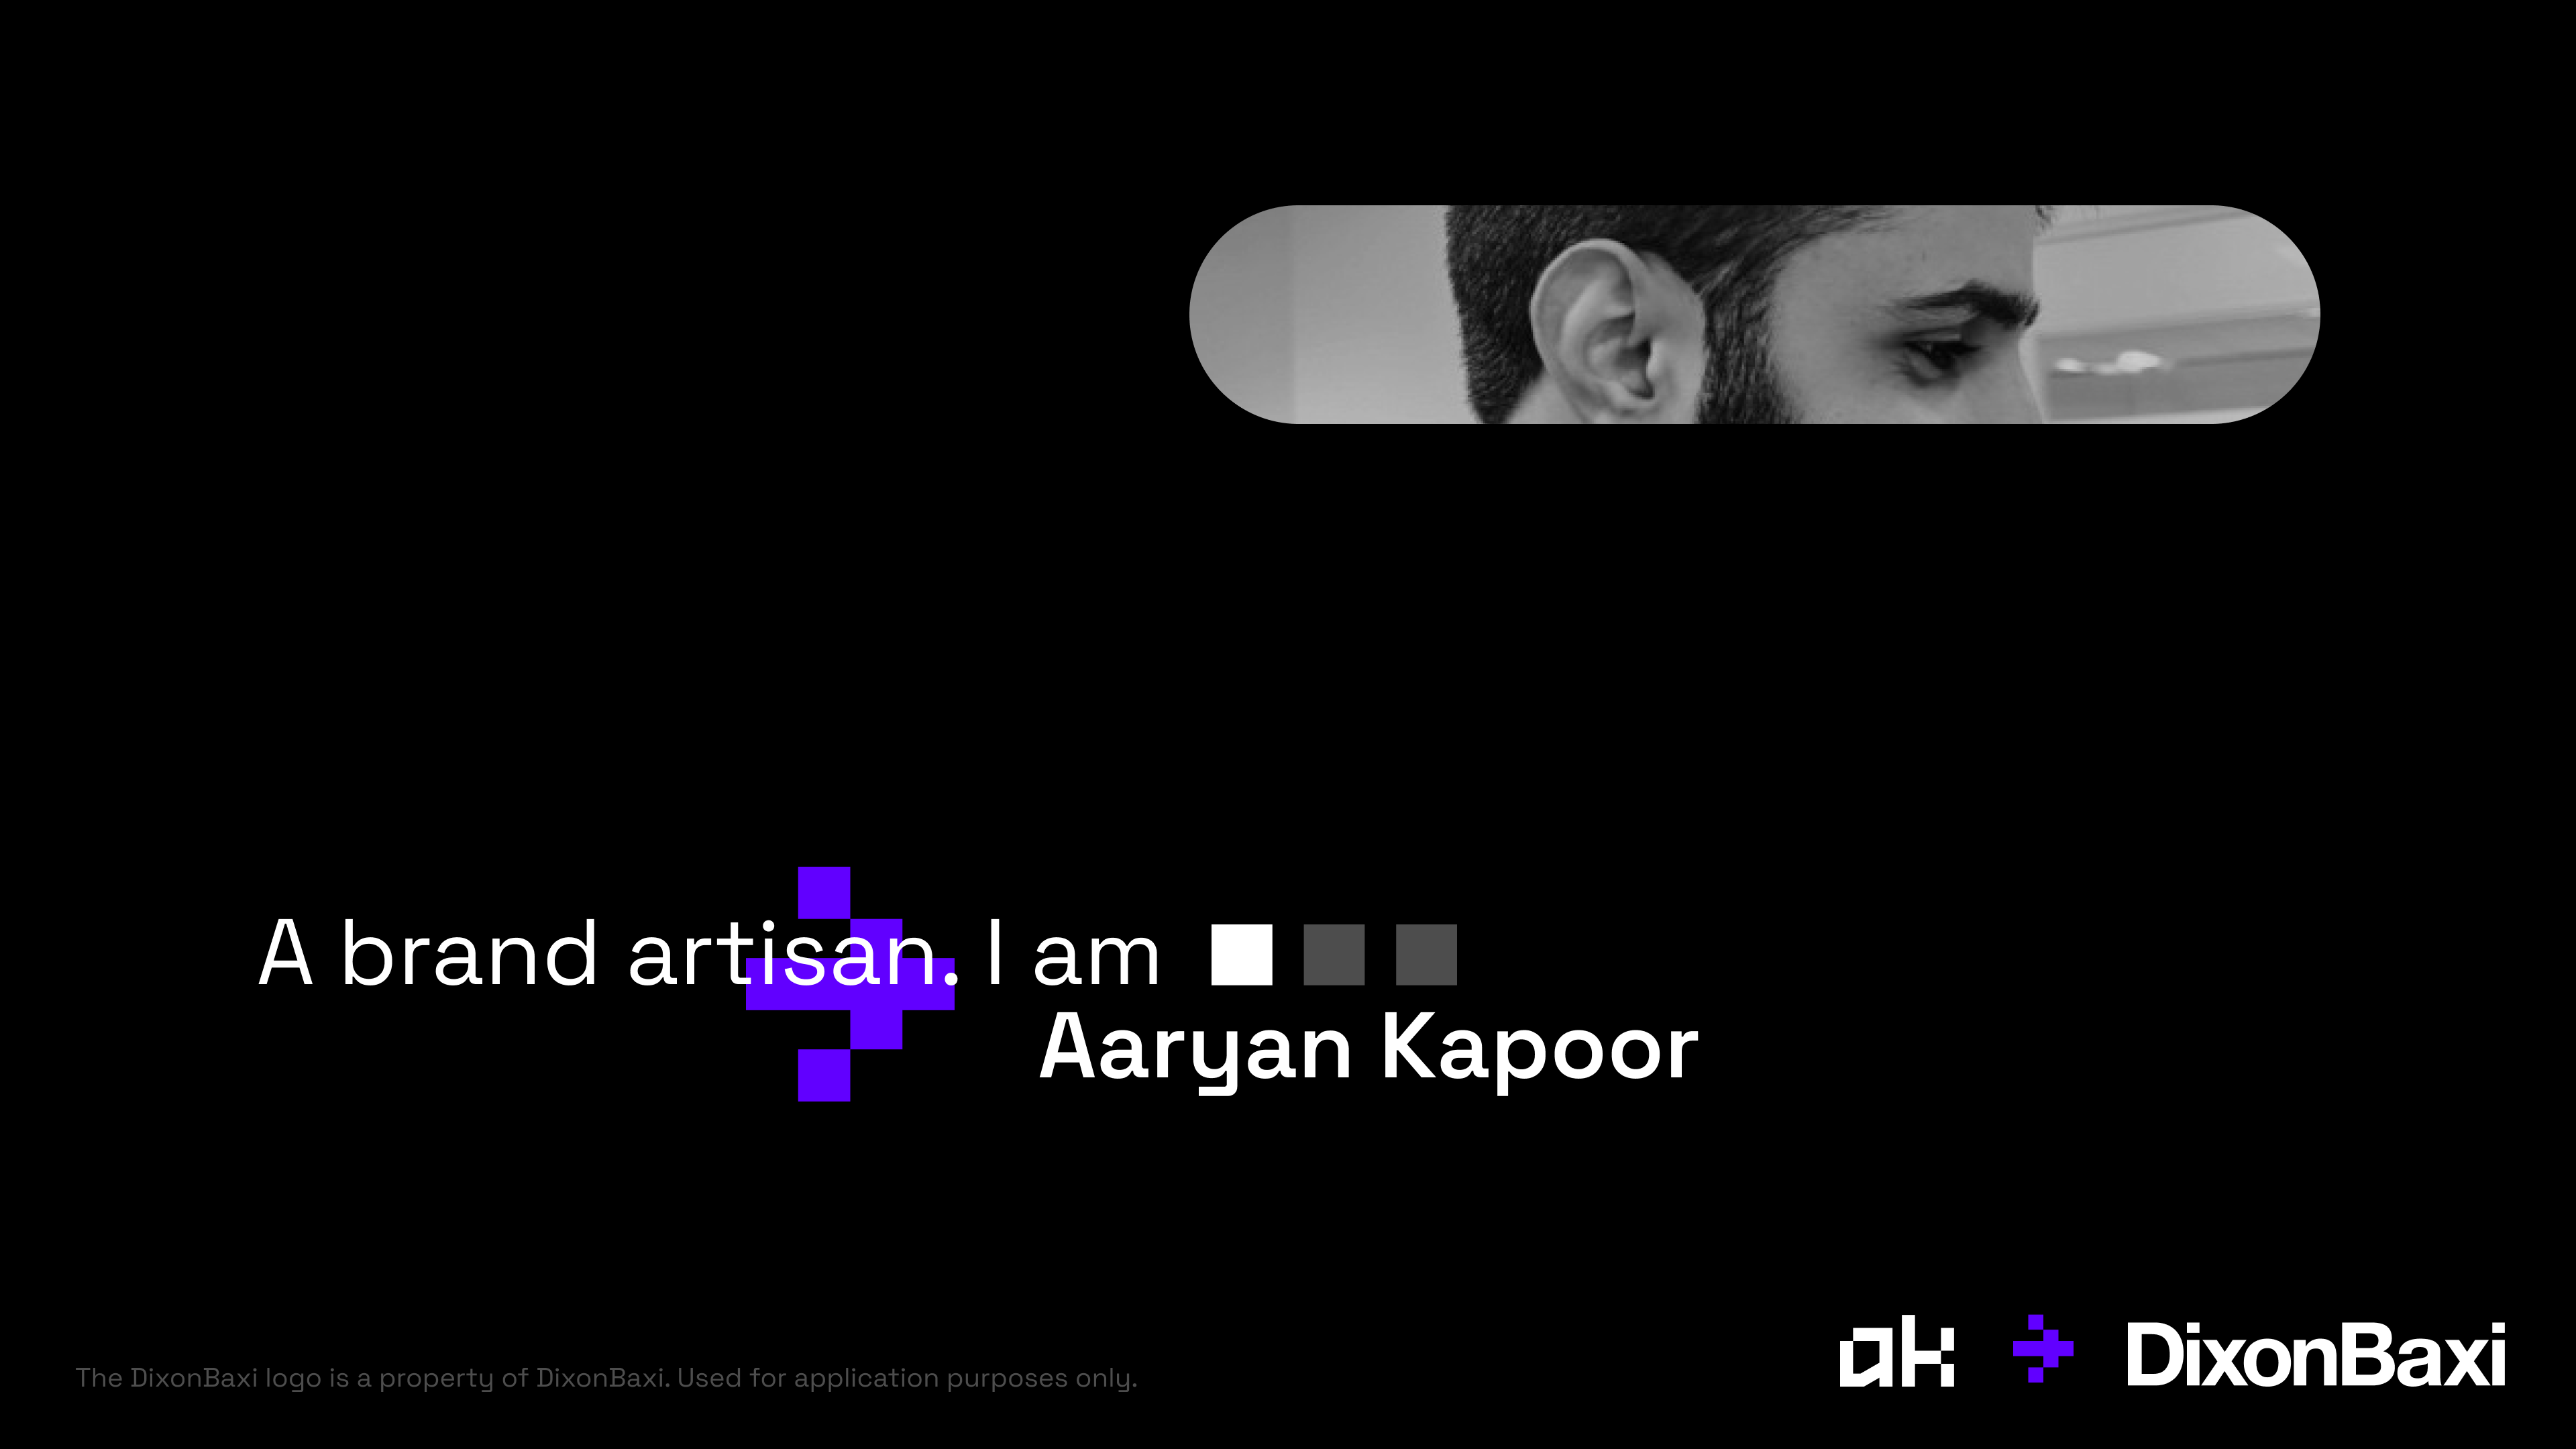 A brand artisan. I am
Aaryan Kapoor
The DixonBaxi logo is a property of DixonBaxi. Used for application purposes only.
ak
DixonBaxi